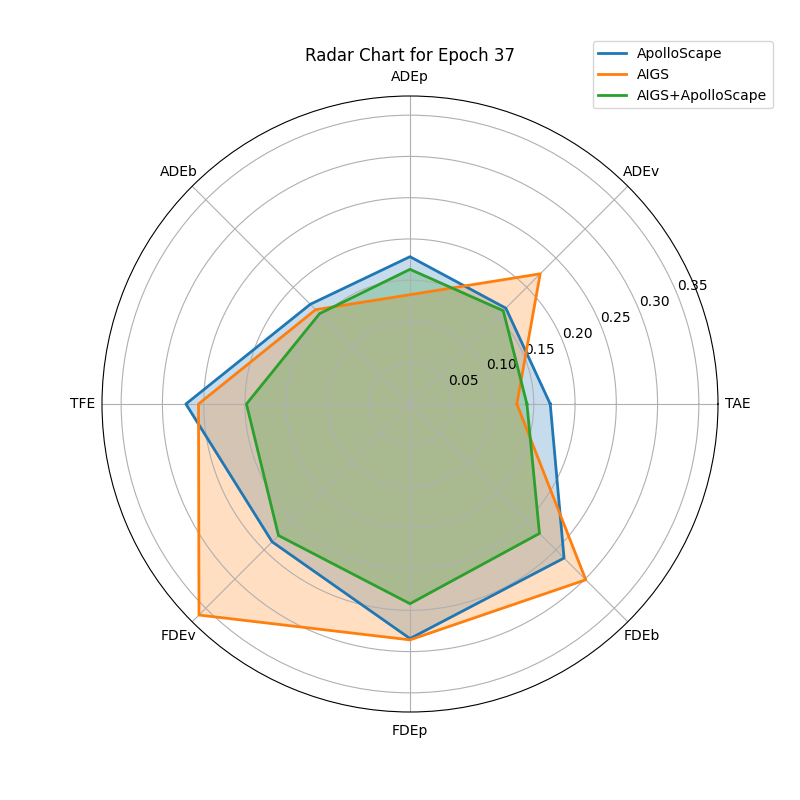 Radar Chart for Epoch 37
ApolloScape
AIGS
AIGS+ApolloScape
ADEp
ADEb
ADEv
0.35
0.30
0.25
0.20
0.15
0.10
0.05
TFE
TAE
FDEv
FDEb
FDEp